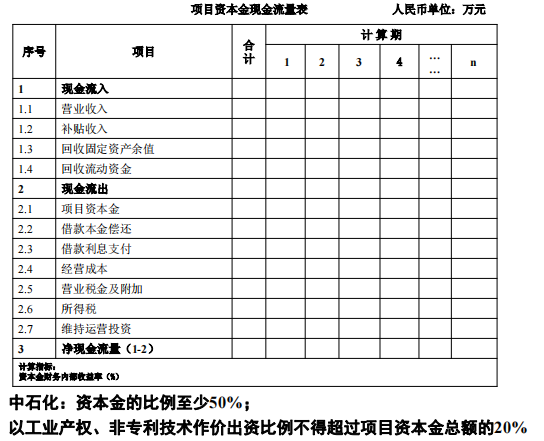 项目资本金现金流量表 人民币单位：万元
序号 项目 合计 计算期
1 2 3 4 …… n
1 现金流入
1.1 营业收入
1.2 补贴收入
1.3 回收固定资产余值
1.4 回收流动资金
2 现金流出
2.1 项目资本金
2.2 借款本金偿还
2.3 借款利息支付
2.4 经营成本
2.5 营业税金及附加
2.6 所得税
2.7 维持运营投资
3 净现金流量（1-2）
计算指标：
资本金财务内部收益率（%）
中石化：资本金的比例至少50%；
以工业产权、非专利技术作价出资比例不得超过项目资本金总额的20%